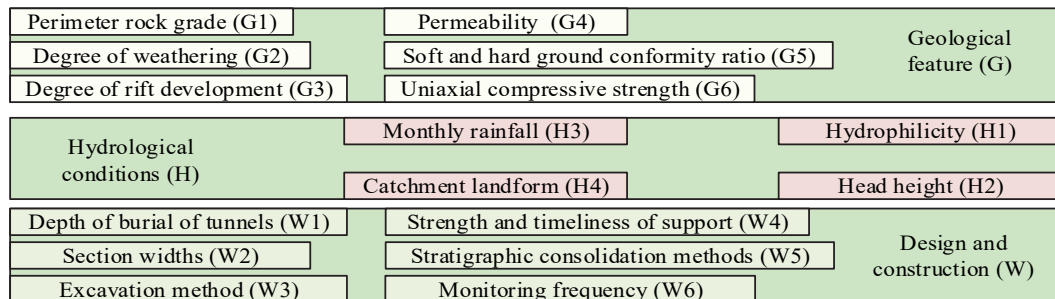 Perimeter rock grade (G1)
Degree of weathering (G2)
Degree of rift development (G3)
Permeability (G4)
Soft and hard ground conformity ratio (G5)
Uniaxial compressive strength (G6)
Geological
feature (G)
Hydrological
conditions (H)
Monthly rainfall (H3)
Catchment landform (H4)
Hydrophilicity (H1)
Head height (H2)
Depth of burial of tunnels (W1)
Section widths (W2)
Excavation method (W3)
Strength and timeliness of support (W4)
Stratigraphic consolidation methods (W5)
Monitoring frequency (W6)
Design and
construction (W)